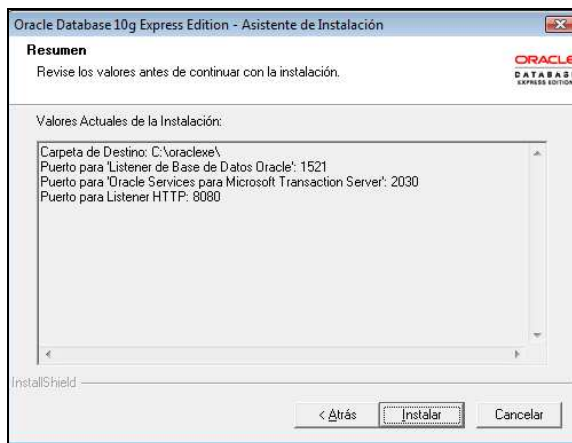 Oracle Database 10g Express Edition - Asistente de Instalación
Resumen
Revise los valores antes de continuar con la instalación.
ORACLE
DATABASE
EXPRESS EDITION
Valores Actuales de la Instalación:
Carpeta de Destino: C:\oraclexe\
Puerto para 'Listener de Base de Datos Oracle': 1521
Puerto para 'Oracle Services para Microsoft Transaction Server': 2030
Puerto para Listener HTTP: 8080
InstallShield
< Atrás
Instalar
Cancelar